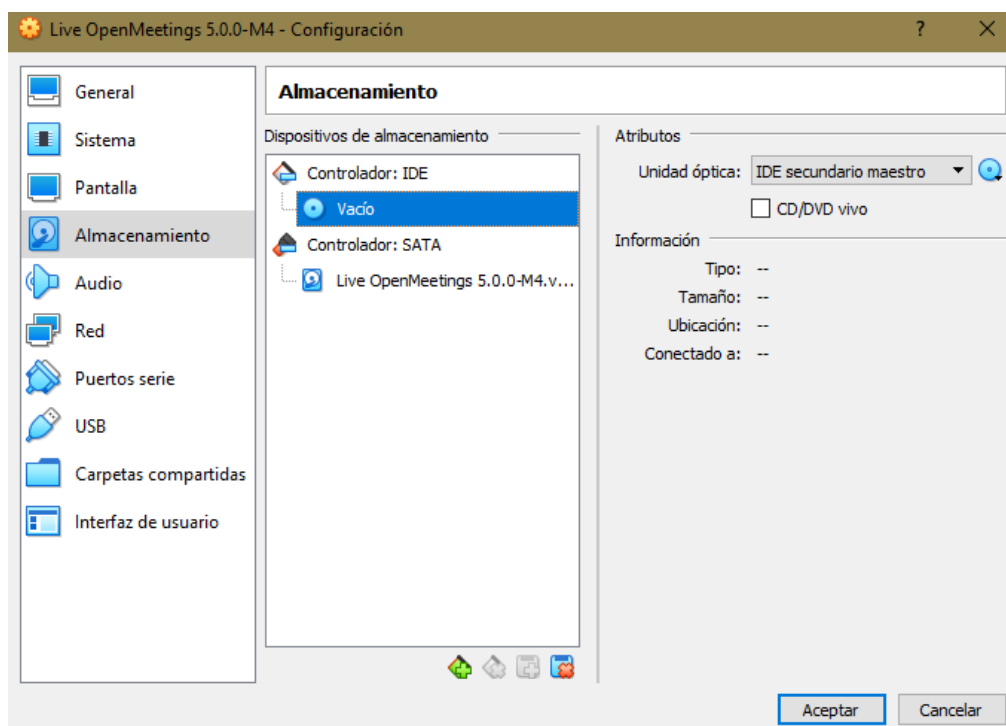 Live OpenMeetings 5.0.0-M4 - Configuración ? ×
General
Sistema
Pantalla
Almacenamiento
Audio
Red
Puertos serie
USB
Carpetas compartidas
Interfaz de usuario
Almacenamiento
Dispositivos de almacenamiento
Controlador: IDE
Vacío
Controlador: SATA
Live OpenMeetings 5.0.0-M4.v...
Atributos
Unidad óptica: IDE secundario maestro
CD/DVD vivo
Información
Tipo: --
Tamaño: --
Ubicación: --
Conectado a: --
Aceptar Cancelar